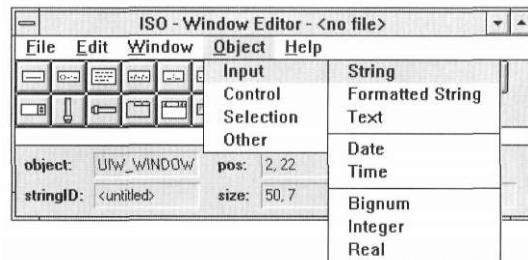 ISO - Window Editor - <no file>
File Edit Window Object Help
Input
Control
Selection
Other
String
Formatted String
Text
Date
Time
Bignum
Integer
Real
object: UIW_WINDOW pos: 2, 22
stringID: <untitled> size: 50, 7